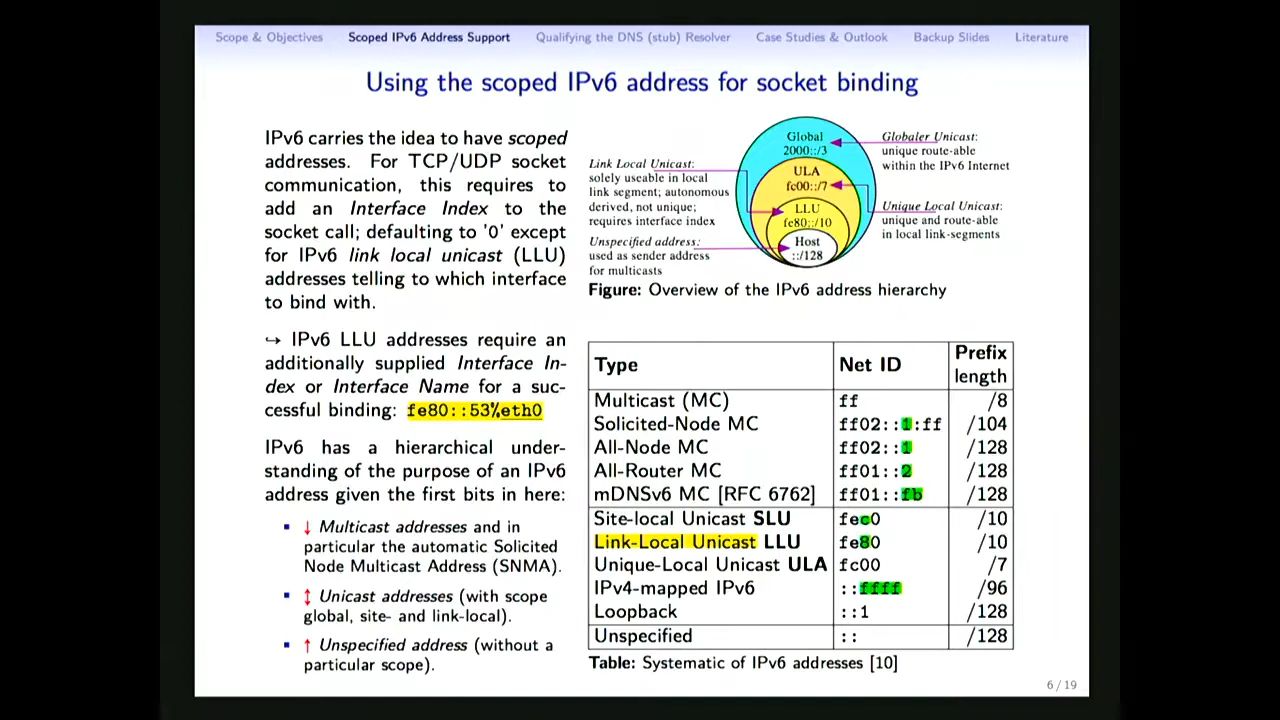 Scope & Objectives Scoped IPv6 Address Support Qualifying the DNS (stub) Resolver Case Studies & Outlook Backup Slides Literature
Using the scoped IPv6 address for socket binding
IPv6 carries the idea to have scoped
addresses. For TCP/UDP socket
communication, this requires to
add an Interface Index to the
socket call; defaulting to '0' except
for IPv6 link local unicast (LLU)
addresses telling to which interface
to bind with.
↪ IPv6 LLU addresses require an
additionally supplied Interface In-
dex or Interface Name for a suc-
cessful binding: fe80::53%eth0
IPv6 has a hierarchical under-
standing of the purpose of an IPv6
address given the first bits in here:
▪ ↓ Multicast addresses and in
particular the automatic Solicited
Node Multicast Address (SNMA).
▪ ↕ Unicast addresses (with scope
global, site- and link-local).
▪ ↑ Unspecified address (without a
particular scope).
Link Local Unicast:
solely useable in local
link segment; autonomous
derived, not unique;
requires interface index
Unspecified address:
used as sender address
for multicasts
Global
2000::/3
ULA
fc00::/7
LLU
fe80::/10
Host
::/128
Globaler Unicast:
unique route-able
within the IPv6 Internet
Unique Local Unicast:
unique and route-able
in local link-segments
Figure: Overview of the IPv6 address hierarchy
Type Net ID Prefix length
Multicast (MC) ff /8
Solicited-Node MC ff02::1:ff /104
All-Node MC ff02::1 /128
All-Router MC ff01::2 /128
mDNSv6 MC [RFC 6762] ff01::fb /128
Site-local Unicast SLU fec0 /10
Link-Local Unicast LLU fe80 /10
Unique-Local Unicast ULA fc00 /7
IPv4-mapped IPv6 ::ffff /96
Loopback ::1 /128
Unspecified :: /128
Table: Systematic of IPv6 addresses [10]
6 / 19